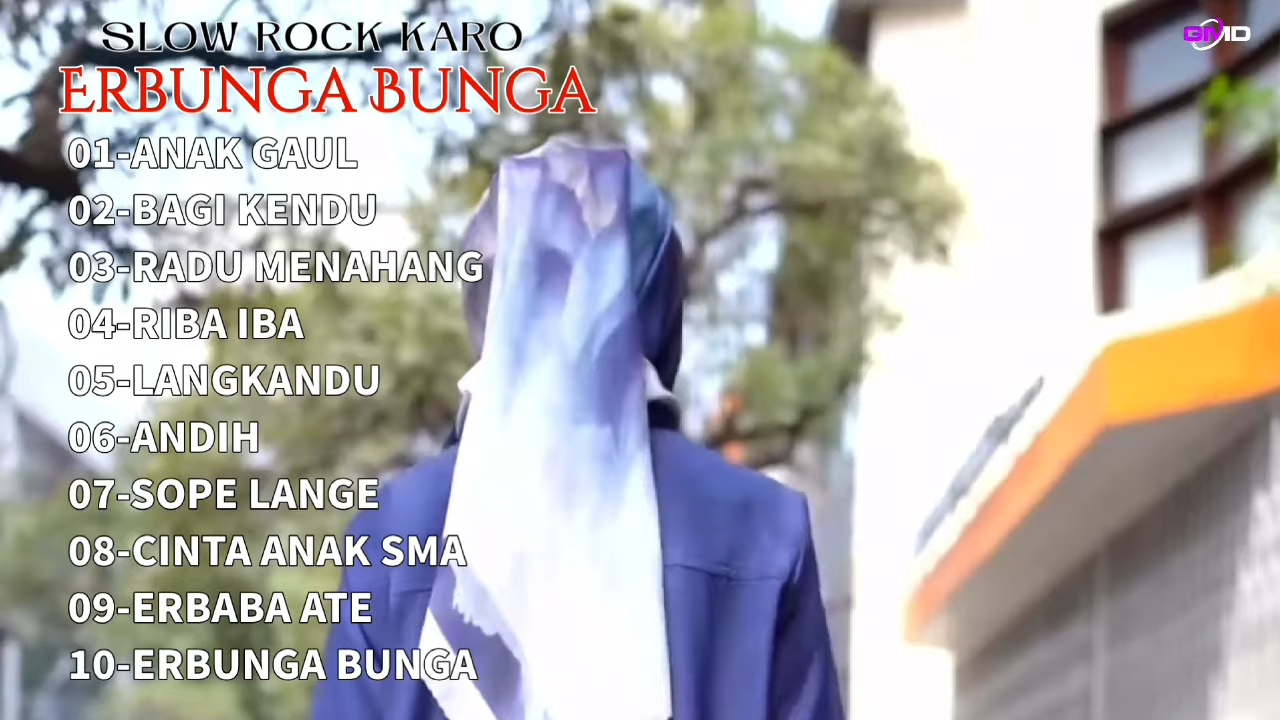 SLOW ROCK KARO
ERBUNGA BUNGA
GMD
01-ANAK GAUL
02-BAGI KENDU
03-RADU MENAHANG
04-RIBA IBA
05-LANGKANDU
06-ANDIH
07-SOPE LANGE
08-CINTA ANAK SMA
09-ERBABA ATE
10-ERBUNGA BUNGA